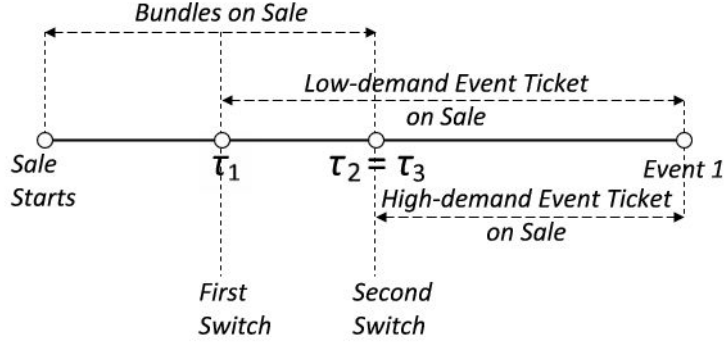 Bundles on Sale
Low-demand Event Ticket
on Sale
Sale
Starts
τ1
τ2 = τ3
Event 1
High-demand Event Ticket
on Sale
First
Switch
Second
Switch